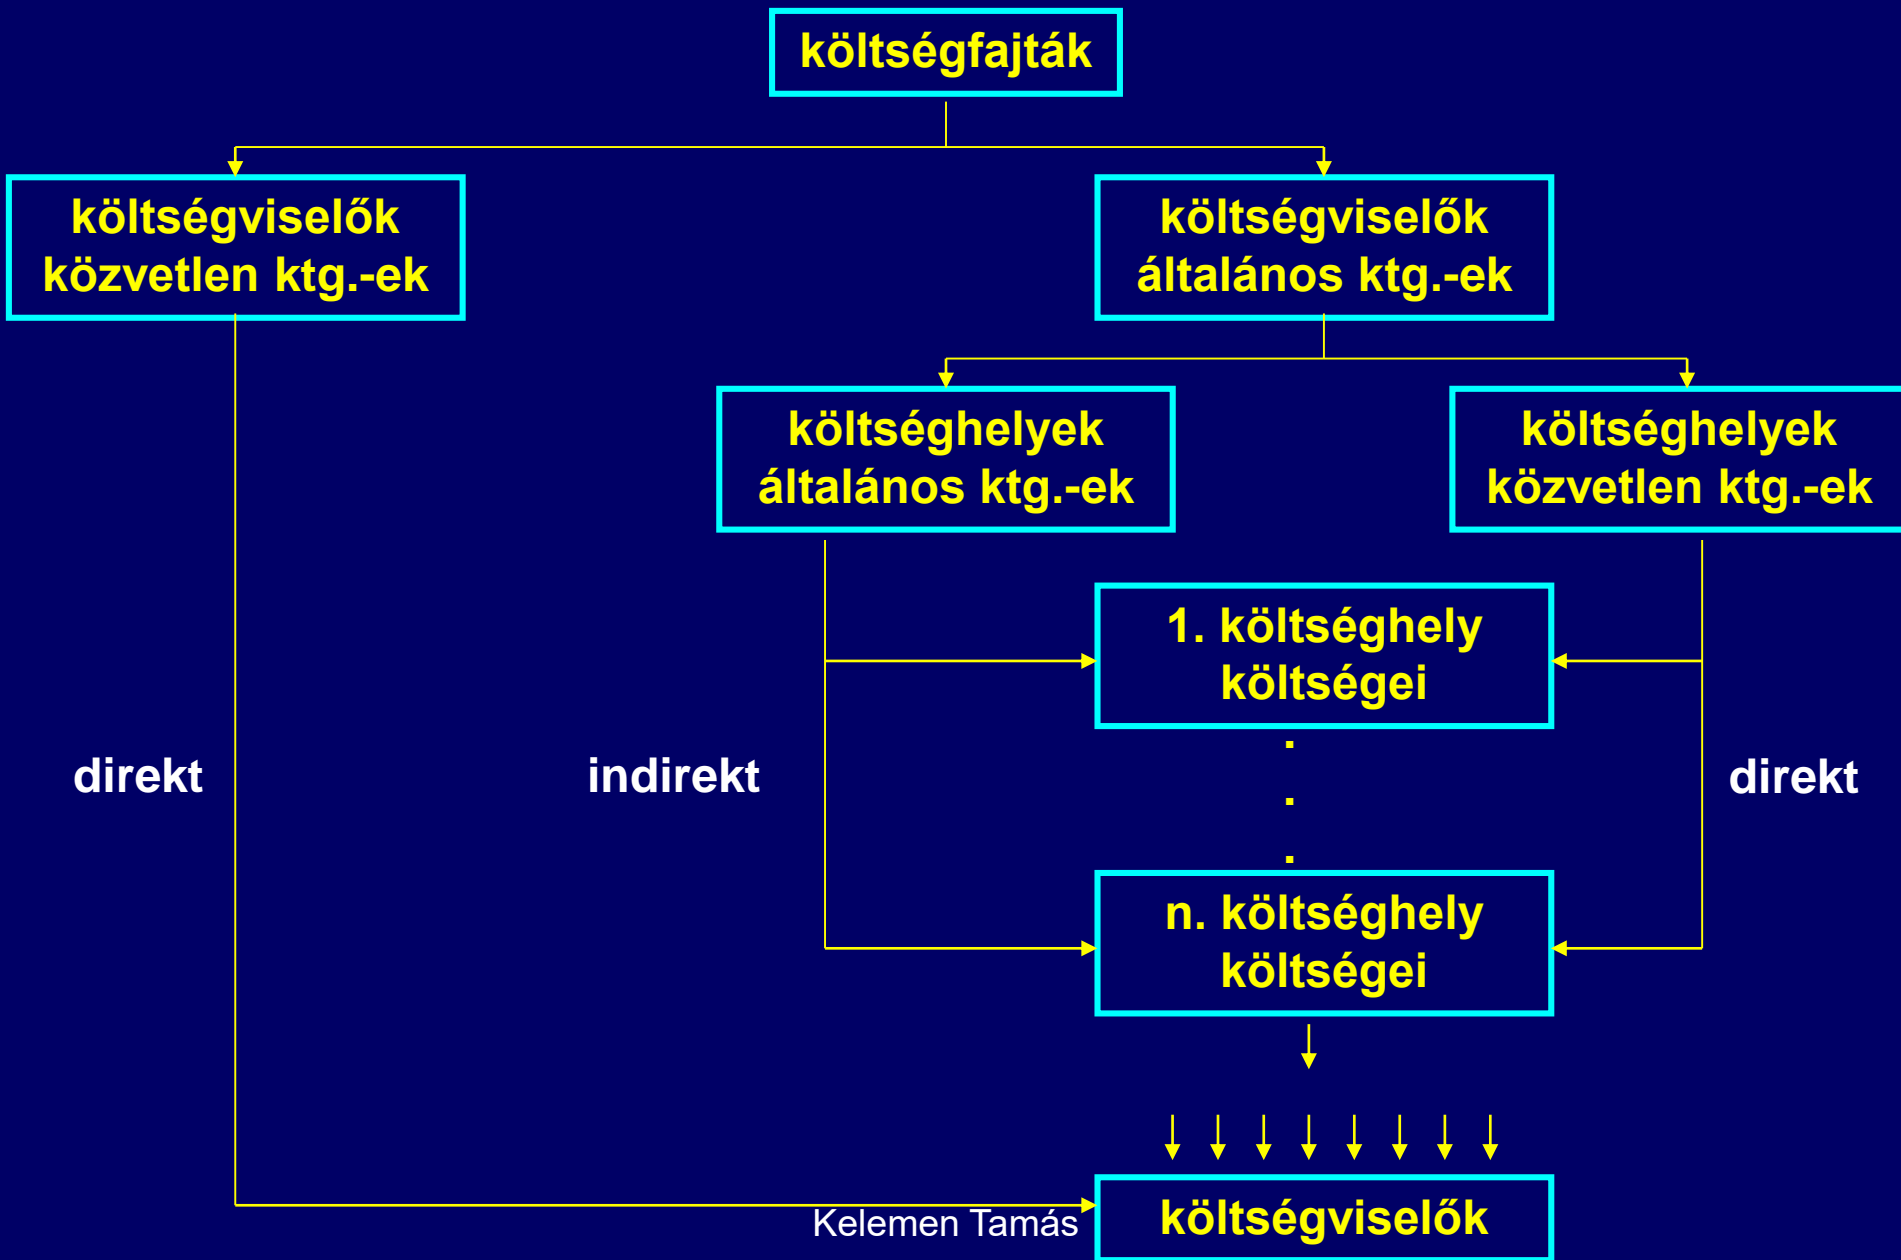 költségfajták
költségviselők
közvetlen ktg.-ek
költségviselők
általános ktg.-ek
költséghelyek
általános ktg.-ek
költséghelyek
közvetlen ktg.-ek
1. költséghely
költségei
direkt
indirekt
direkt
.
.
.
n. költséghely
költségei
költségviselők
Kelemen Tamás